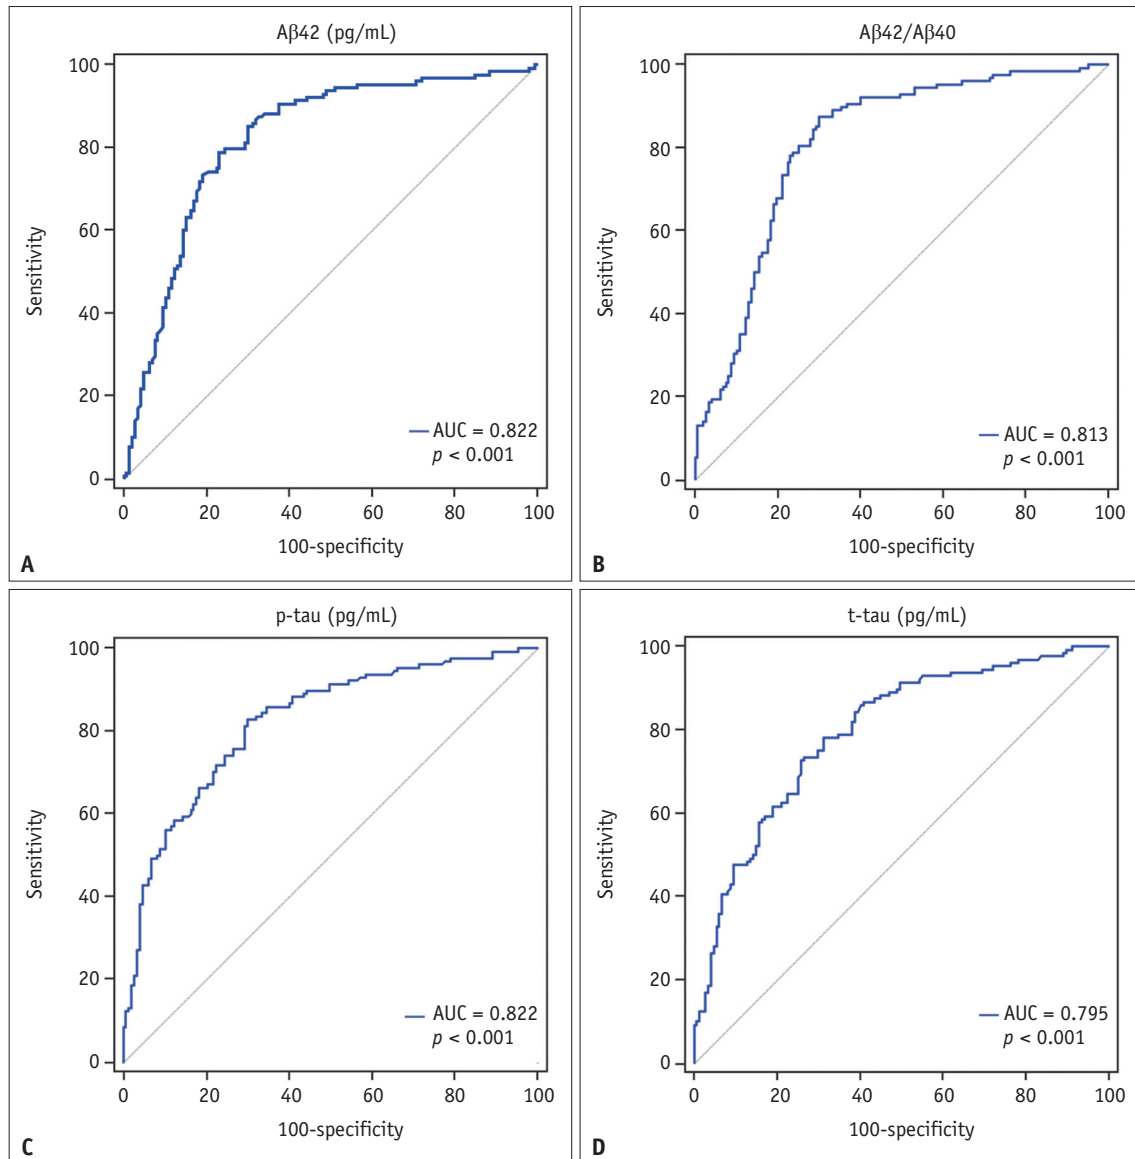 Aβ42 (pg/mL)
100
80
60
40
20
0
Sensitivity
AUC = 0.822
p < 0.001
0 20 40 60 80 100
100-specificity
A
Aβ42/Aβ40
100
80
60
40
20
0
Sensitivity
AUC = 0.813
p < 0.001
0 20 40 60 80 100
100-specificity
B
p-tau (pg/mL)
100
80
60
40
20
0
Sensitivity
AUC = 0.822
p < 0.001
0 20 40 60 80 100
100-specificity
C
t-tau (pg/mL)
100
80
60
40
20
0
Sensitivity
AUC = 0.795
p < 0.001
0 20 40 60 80 100
100-specificity
D